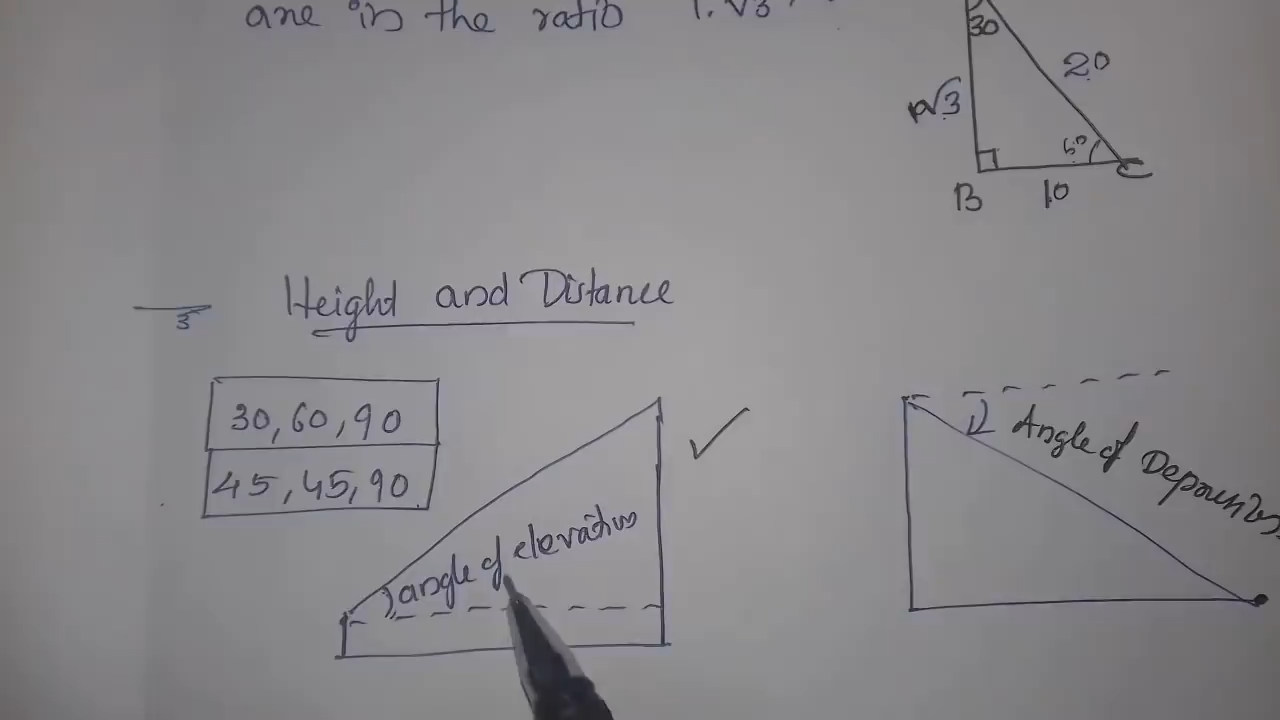 are in the ratio 1:√3:
30
20
√3
60
B
10
C
3
Height and Distance
30, 60, 90
45, 45, 90
angle of elevation
Angle of Depression